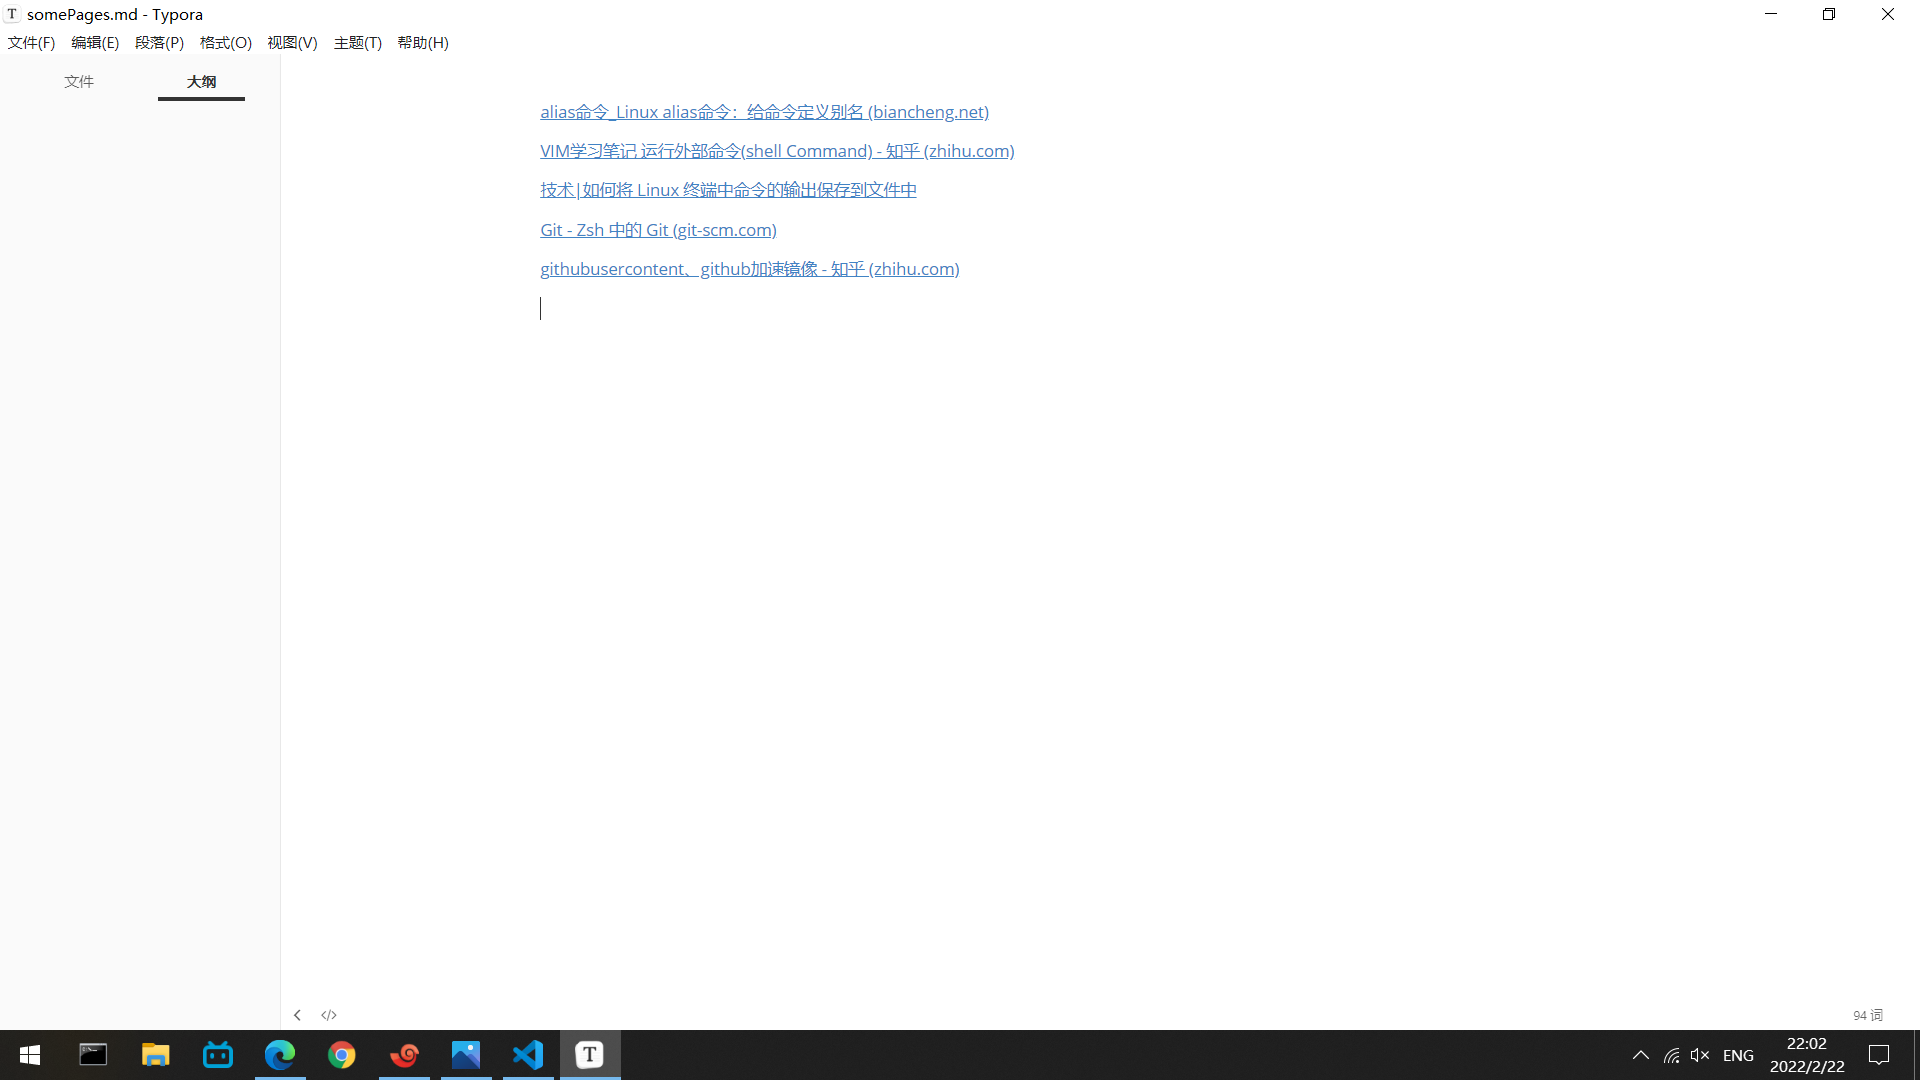 somePages.md - Typora
文件(F) 编辑(E) 段落(P) 格式(O) 视图(V) 主题(T) 帮助(H)
文件 大纲
alias命令_Linux alias命令：给命令定义别名 (biancheng.net)
VIM学习笔记 运行外部命令(shell Command) - 知乎 (zhihu.com)
技术|如何将 Linux 终端中命令的输出保存到文件中
Git - Zsh 中的 Git (git-scm.com)
githubusercontent、github加速镜像 - 知乎 (zhihu.com)
94 词
ENG
22:02
2022/2/22